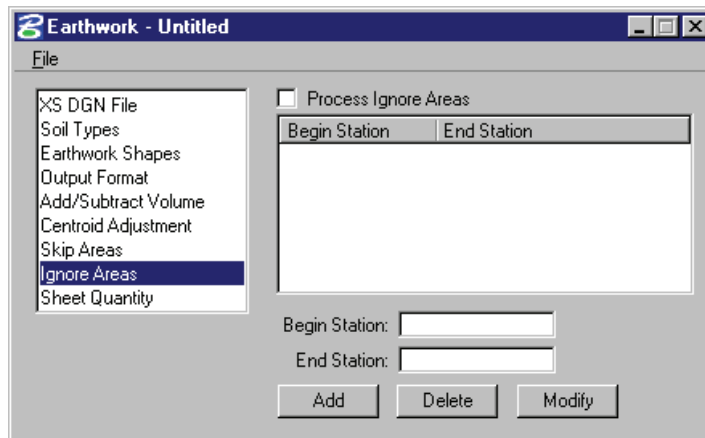 Earthwork - Untitled
File
XS DGN File
Soil Types
Earthwork Shapes
Output Format
Add/Subtract Volume
Centroid Adjustment
Skip Areas
Ignore Areas
Sheet Quantity
Process Ignore Areas
Begin Station End Station
Begin Station:
End Station:
Add Delete Modify